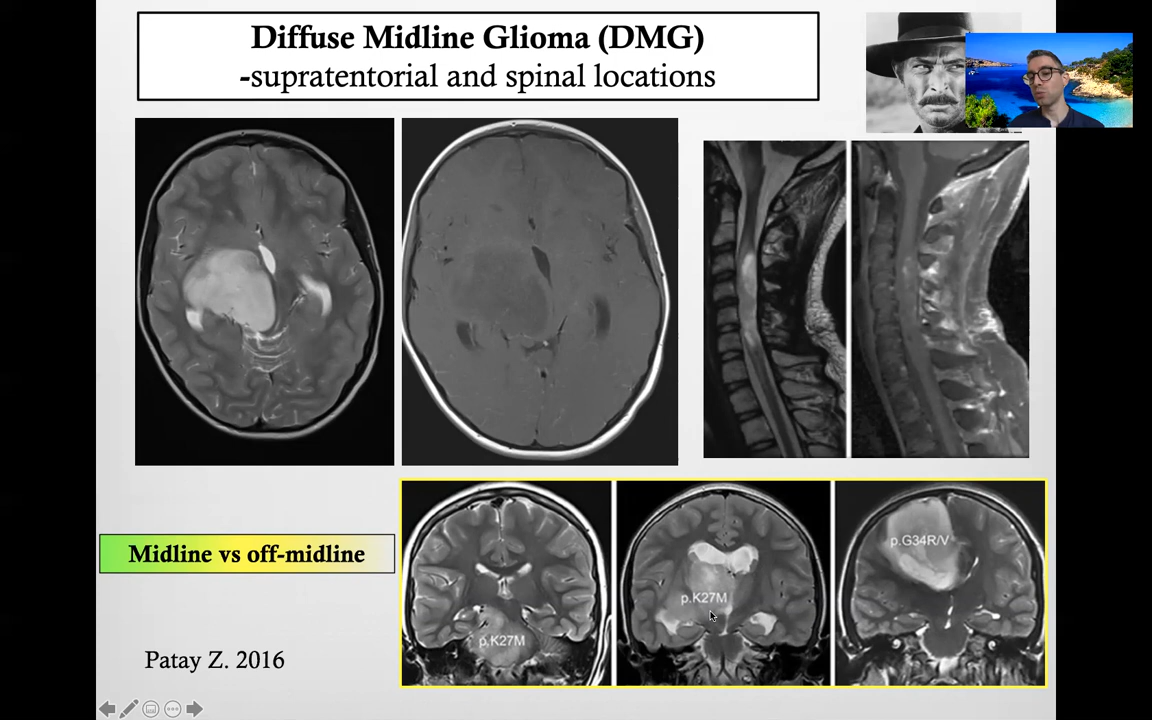 Diffuse Midline Glioma (DMG)
-supratentorial and spinal locations
Midline vs off-midline
p.K27M
p.K27M
p.G34R/V
Patay Z. 2016